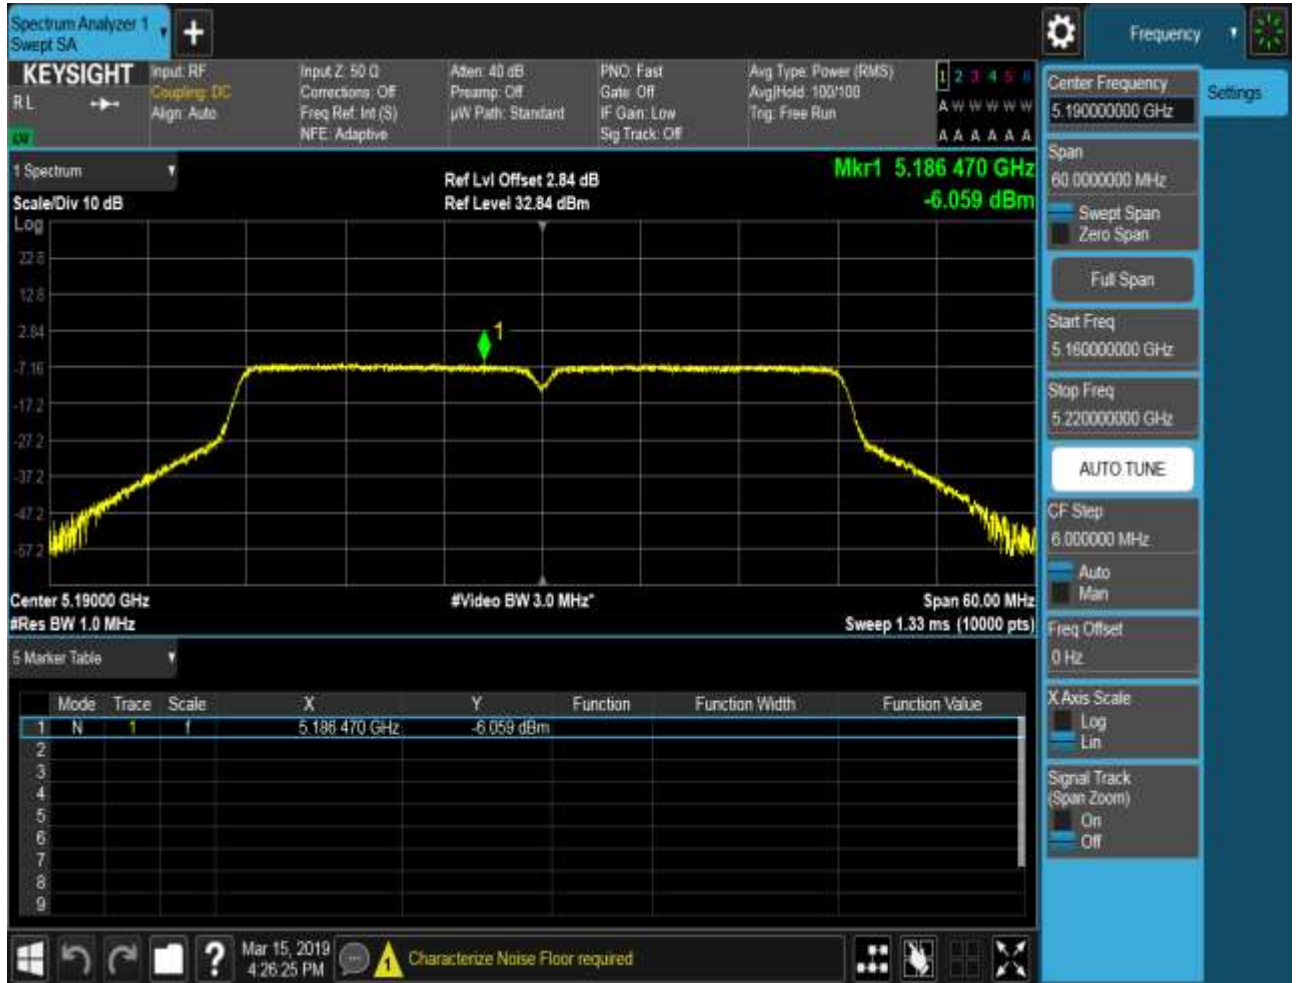 Spectrum Analyzer 1
Swept SA
Frequency
KEYSIGHT
RL
Input: RF
Coupling: DC
Align: Auto
Input Z: 50 Ω
Corrections: Off
Freq Ref: Int (S)
NFE: Adaptive
Atten: 40 dB
Preamp: Off
µW Path: Standard
PNO: Fast
Gate: Off
IF Gain: Low
Sig Track: Off
Avg Type: Power (RMS)
Avg|Hold: 100/100
Trig: Free Run
1 2 3 4 5 6
A W W W W W
A A A A A A
1 Spectrum
Scale/Div 10 dB
Ref Lvl Offset 2.84 dB
Ref Level 32.84 dBm
Mkr1 5.186 470 GHz
-6.059 dBm
Log
22.8
12.8
2.84
-7.16
-17.2
-27.2
-37.2
-47.2
-57.2
1
Center 5.19000 GHz
#Video BW 3.0 MHz*
Span 60.00 MHz
#Res BW 1.0 MHz
Sweep 1.33 ms (10000 pts)
5 Marker Table
Mode Trace Scale X Y Function Function Width Function Value
1 N 1 f 5.186 470 GHz -6.059 dBm
2
3
4
5
6
7
8
9
Mar 15, 2019
4:26:25 PM
1
Characterize Noise Floor required
Center Frequency
5.190000000 GHz
Settings
Span
60.0000000 MHz
Swept Span
Zero Span
Full Span
Start Freq
5.160000000 GHz
Stop Freq
5.220000000 GHz
AUTO TUNE
CF Step
6.000000 MHz
Auto
Man
Freq Offset
0 Hz
X Axis Scale
Log
Lin
Signal Track
(Span Zoom)
On
Off